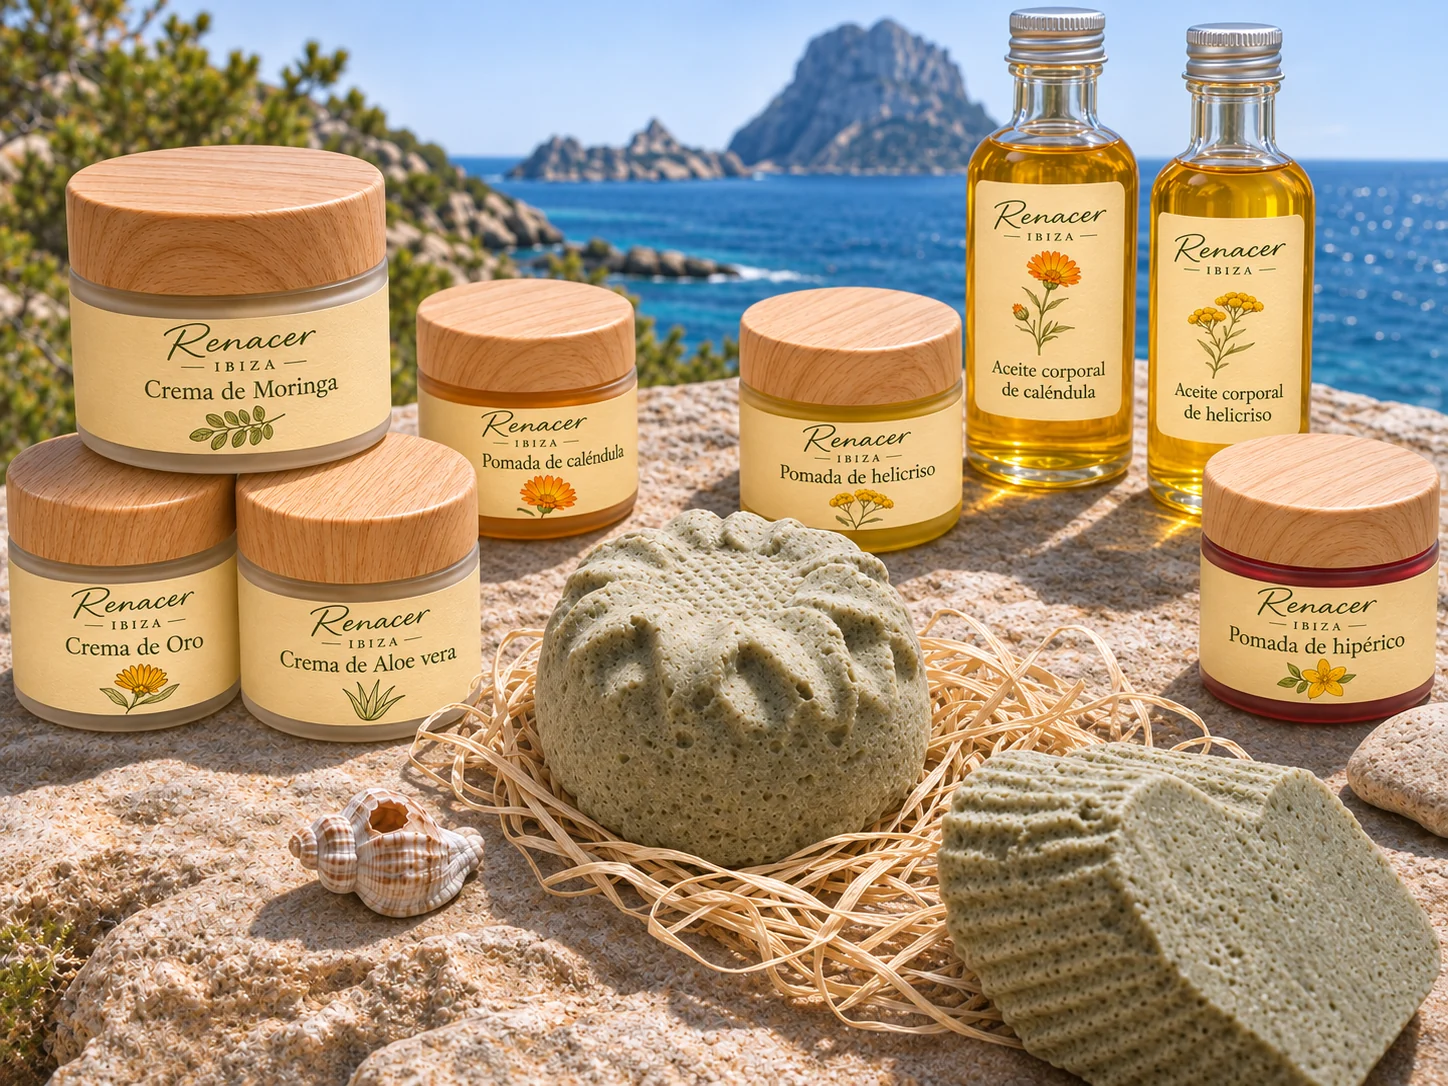 Renacer
IBIZA
Crema de Moringa
Renacer
IBIZA
Crema de Oro
Renacer
IBIZA
Crema de Aloe vera
Renacer
IBIZA
Pomada de caléndula
Renacer
IBIZA
Pomada de helicriso
Renacer
IBIZA
Aceite corporal
de caléndula
Renacer
IBIZA
Aceite corporal
de helicriso
Renacer
IBIZA
Pomada de hipérico